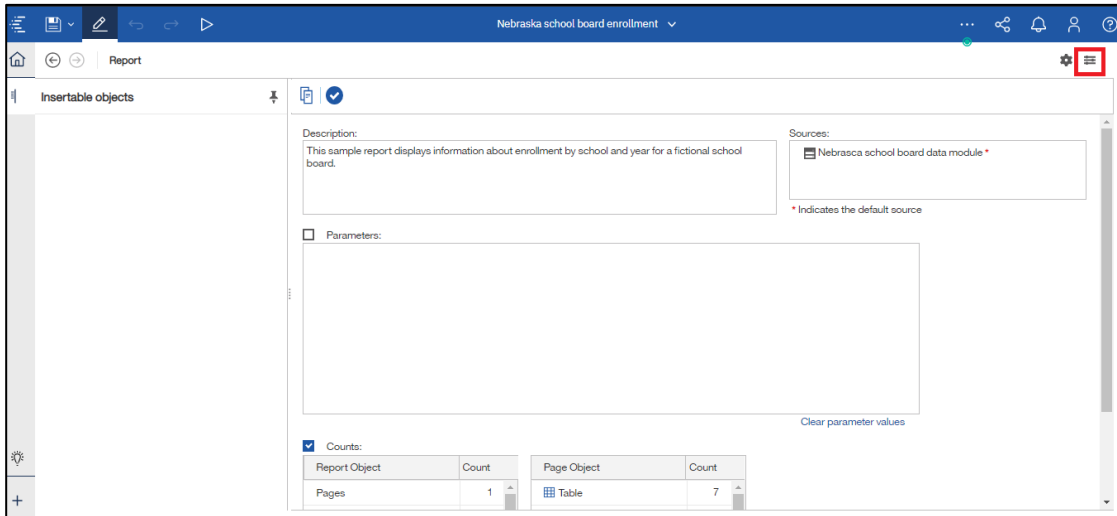 Nebraska school board enrollment
Report
Insertable objects
Description:
This sample report displays information about enrollment by school and year for a fictional school
board.
Sources:
Nebrasca school board data module *
* Indicates the default source
Parameters:
Clear parameter values
Counts:
Report Object Count
Pages 1
Page Object Count
Table 7